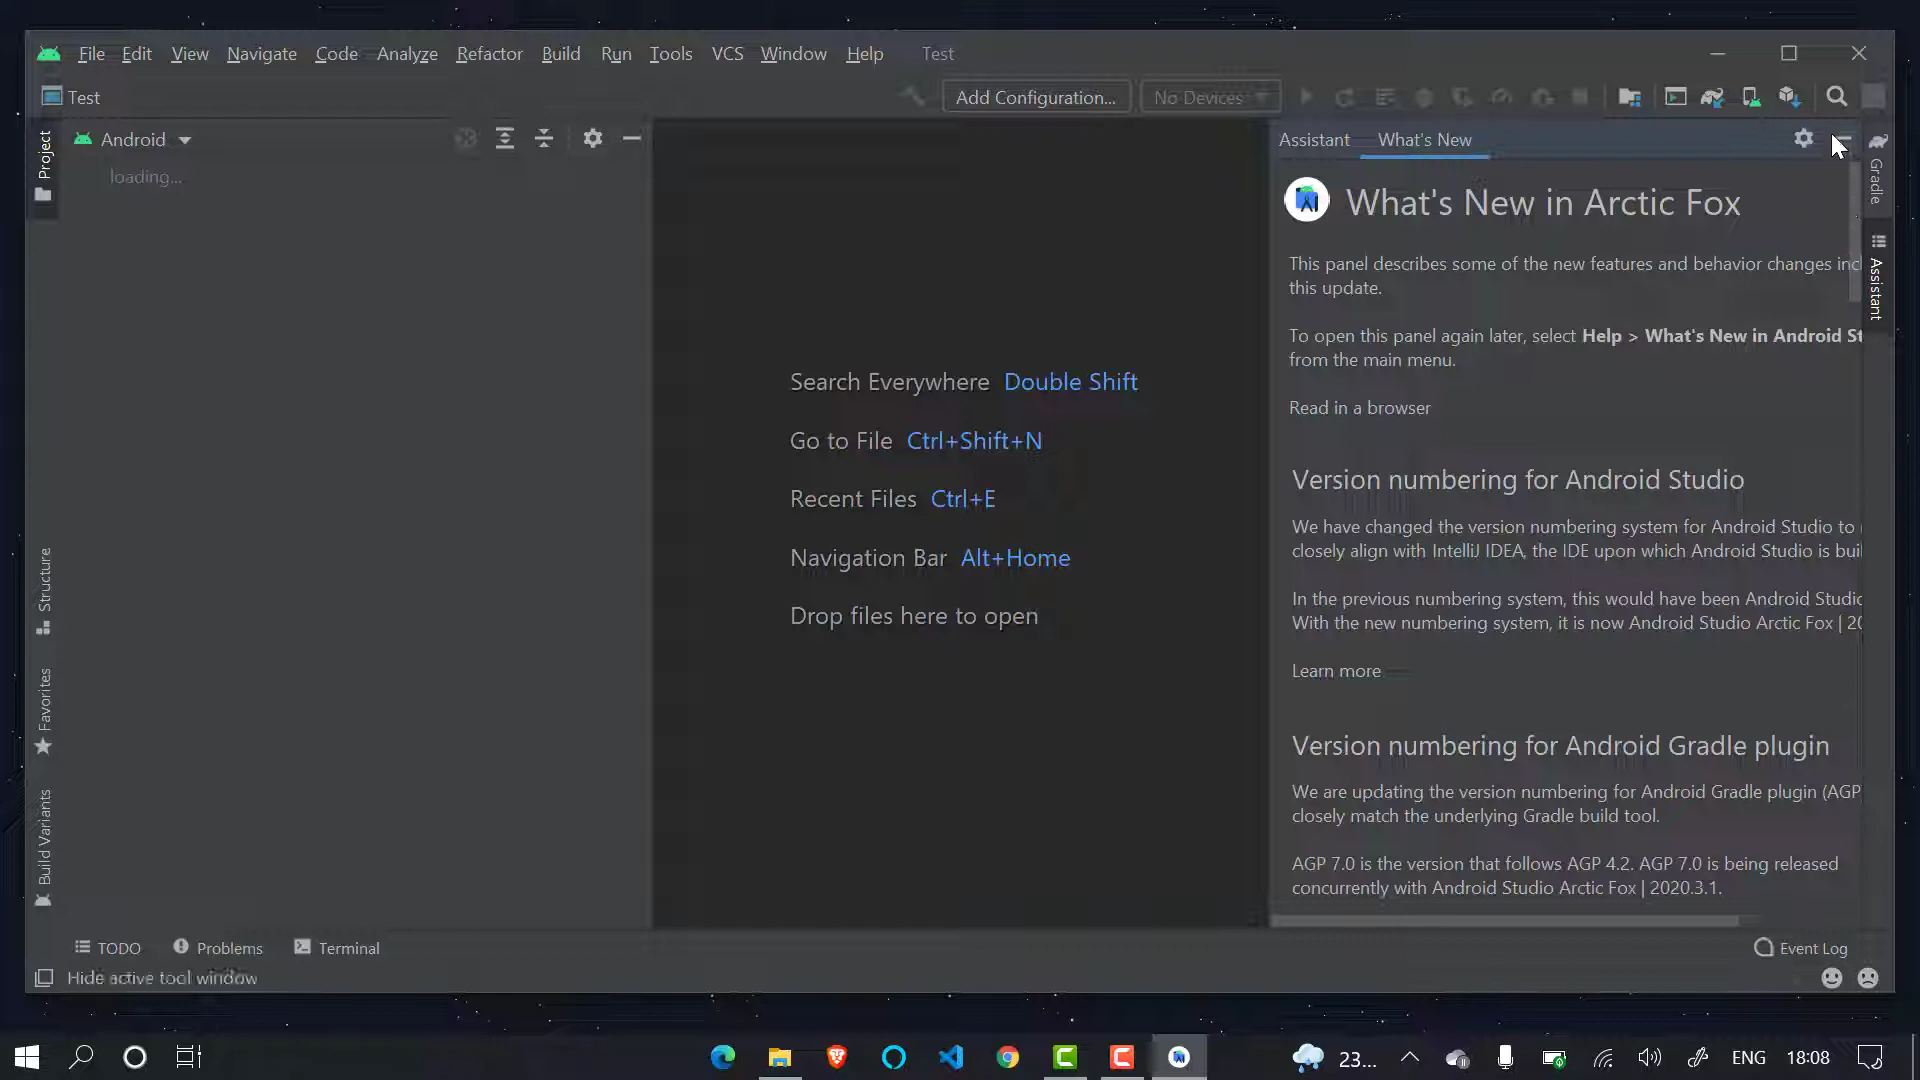 File Edit View Navigate Code Analyze Refactor Build Run Tools VCS Window Help Test
Test
Add Configuration...
No Devices
Project
Android
loading...
Structure
Favorites
Build Variants
Search Everywhere Double Shift
Go to File Ctrl+Shift+N
Recent Files Ctrl+E
Navigation Bar Alt+Home
Drop files here to open
Assistant What's New
What's New in Arctic Fox
This panel describes some of the new features and behavior changes
this update.
To open this panel again later, select Help > What's New in Android
from the main menu.
Read in a browser
Version numbering for Android Studio
We have changed the version numbering system for Android Studio to
closely align with IntelliJ IDEA, the IDE upon which Android Studio is
In the previous numbering system, this would have been Android
With the new numbering system, it is now Android Studio Arctic Fox |
Learn more
Version numbering for Android Gradle plugin
We are updating the version numbering for Android Gradle plugin (AGP
closely match the underlying Gradle build tool.
AGP 7.0 is the version that follows AGP 4.2. AGP 7.0 is being released
concurrently with Android Studio Arctic Fox | 2020.3.1.
Gradle
Assistant
TODO Problems Terminal
Event Log
Hide active tool window
23... ENG 18:08